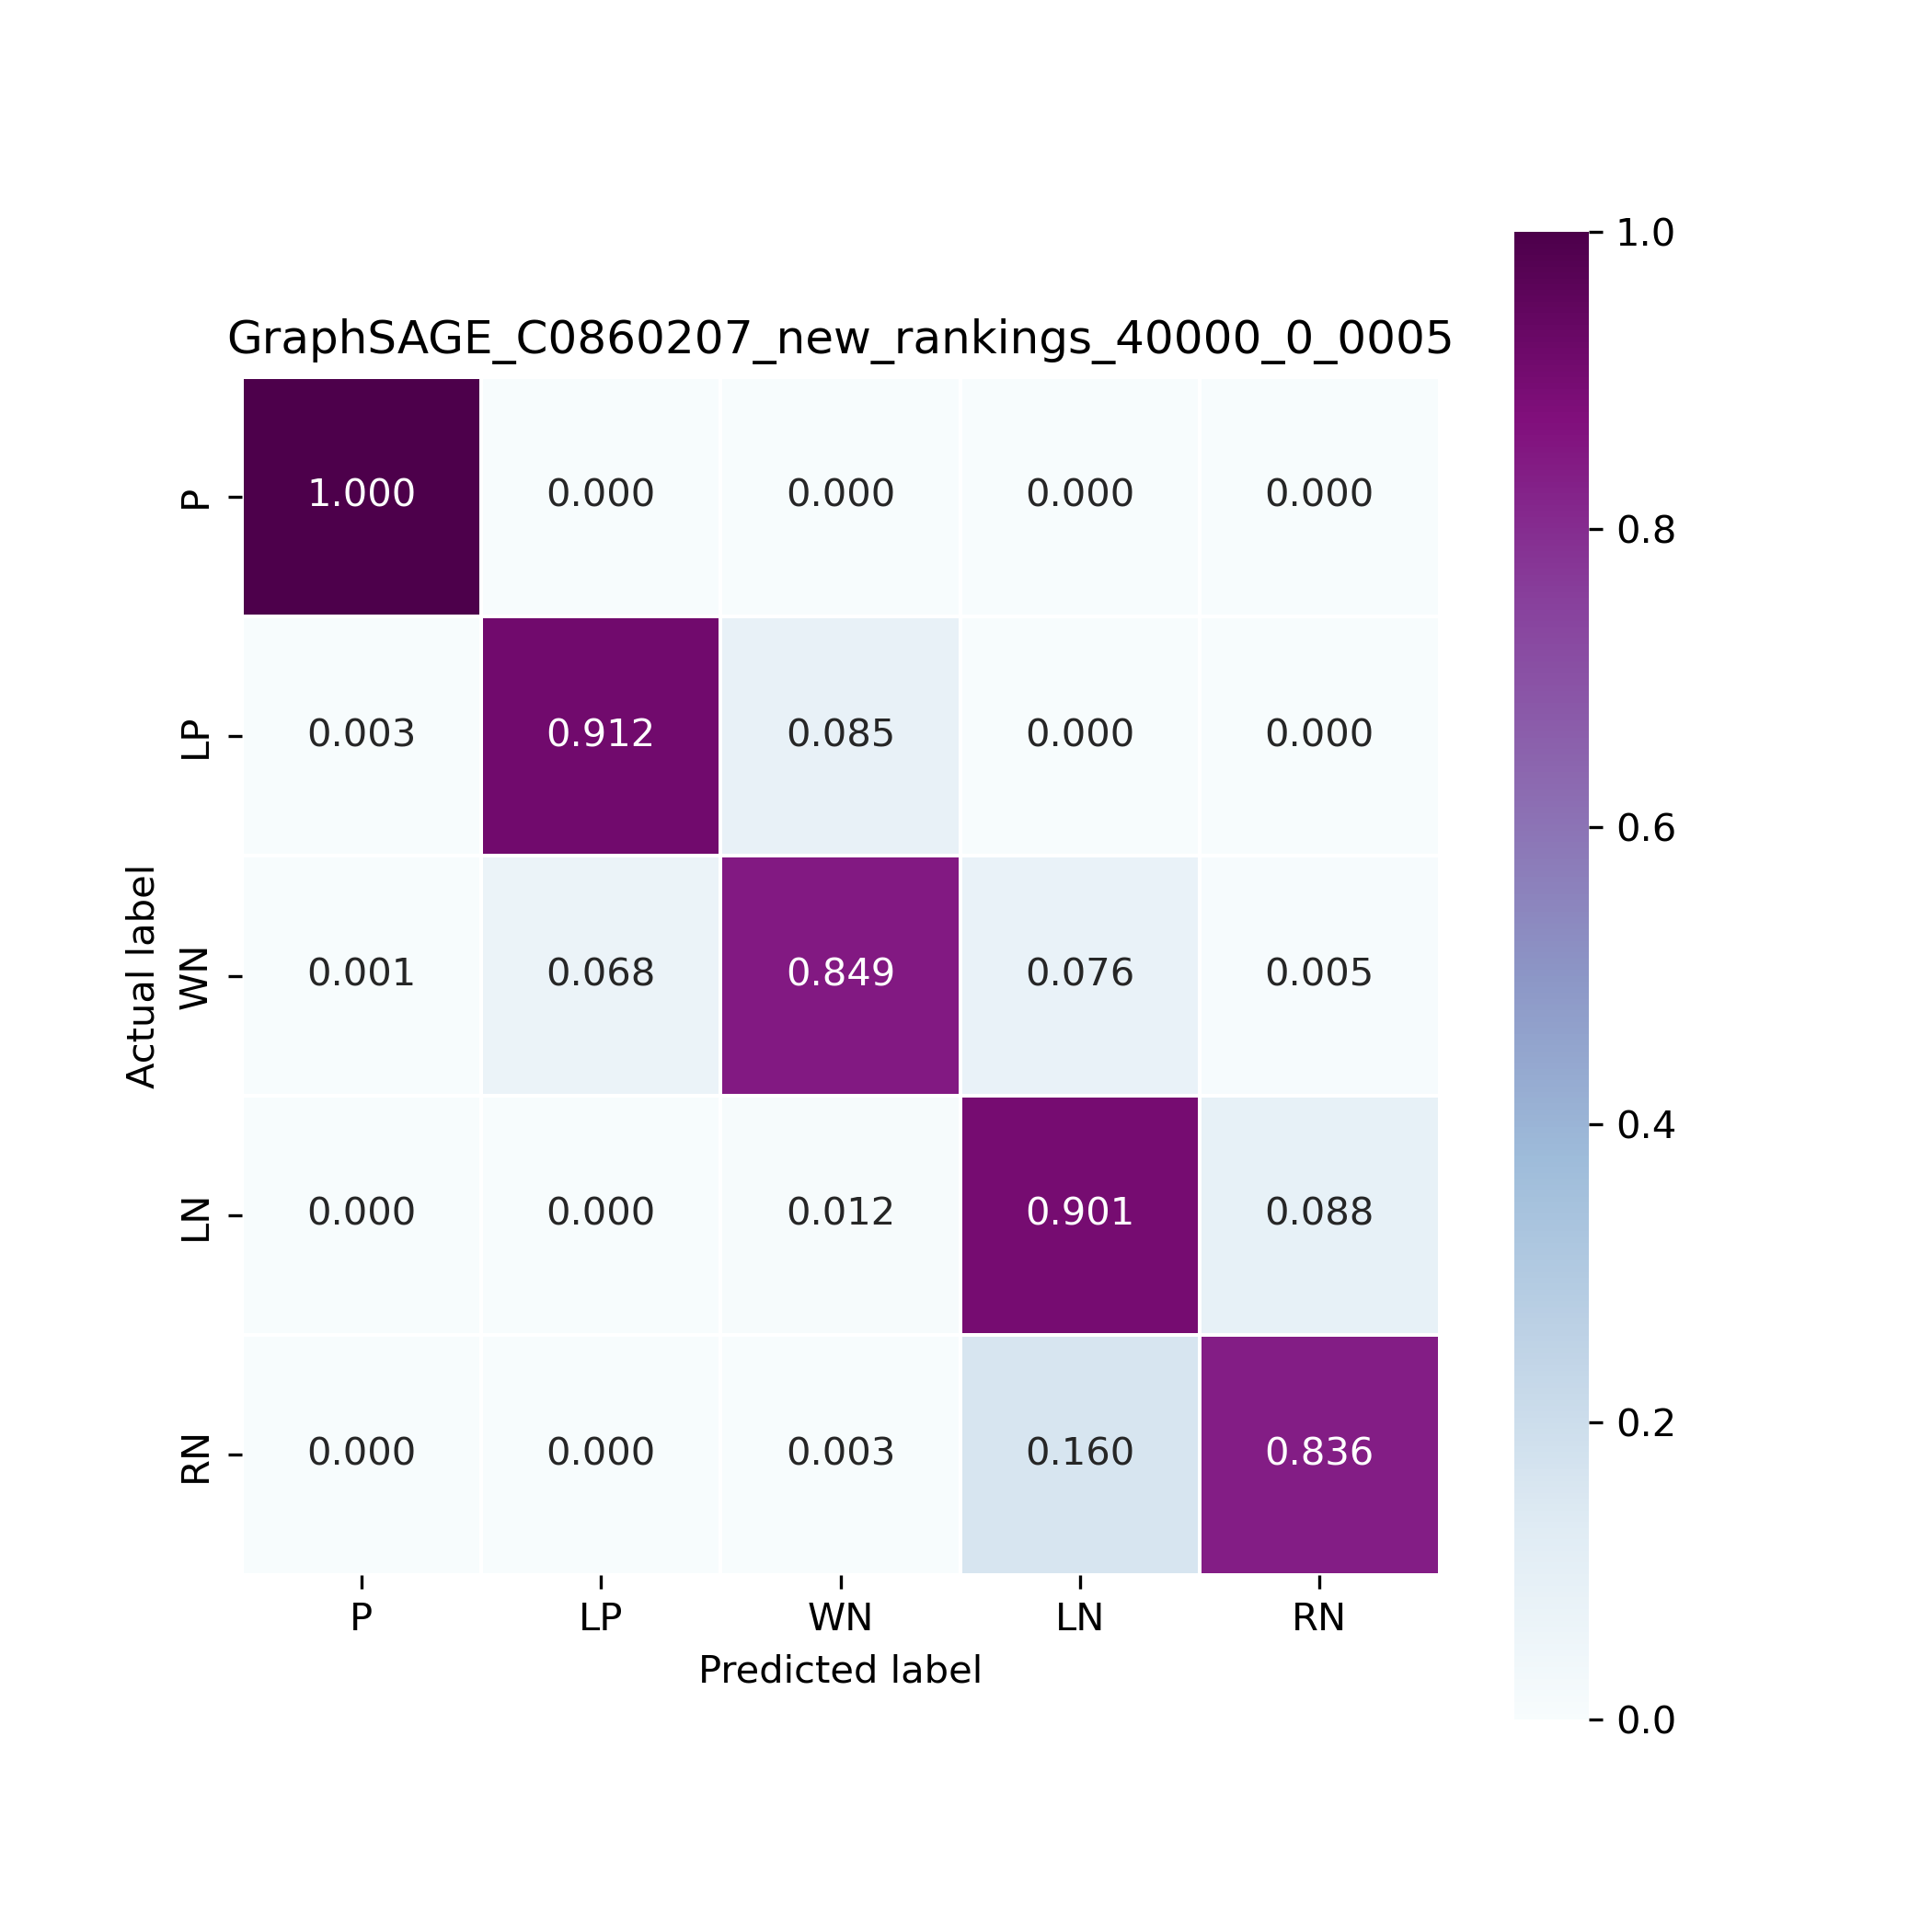 GraphSAGE_C0860207_new_rankings_40000_0_0005
P 1.000 0.000 0.000 0.000 0.000
LP 0.003 0.912 0.085 0.000 0.000
WN 0.001 0.068 0.849 0.076 0.005
LN 0.000 0.000 0.012 0.901 0.088
RN 0.000 0.000 0.003 0.160 0.836
P LP WN LN RN
Predicted label
Actual label
1.0
0.8
0.6
0.4
0.2
0.0